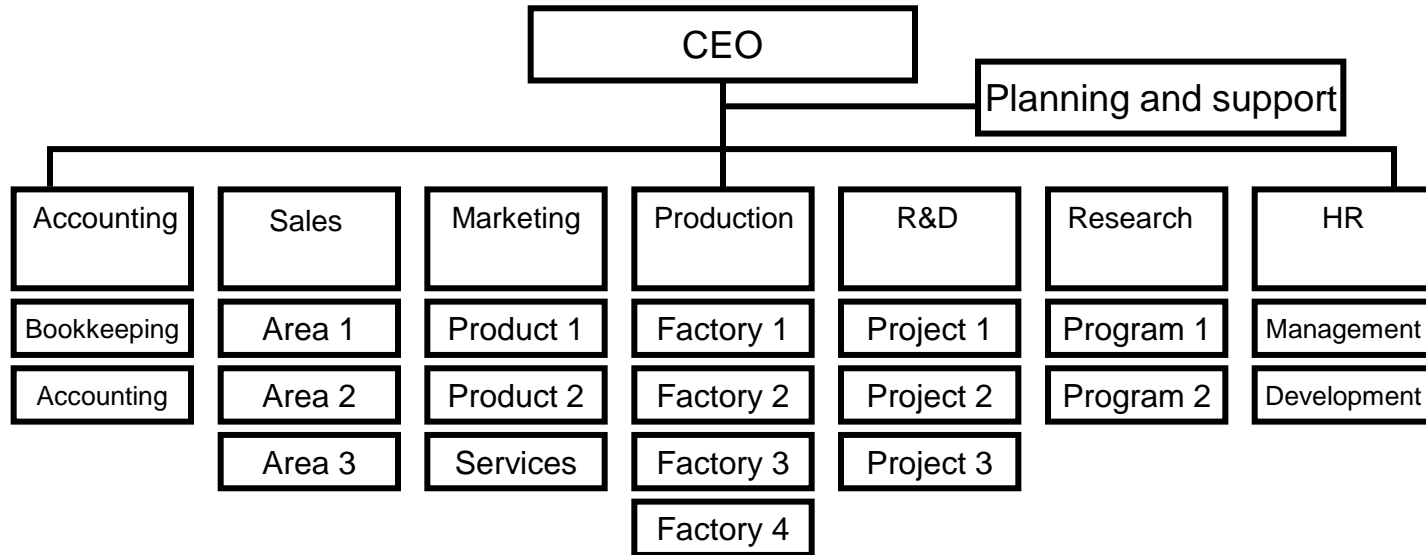 CEO
Planning and support
Accounting
Sales
Marketing
Production
R&D
Research
HR
Bookkeeping
Area 1
Product 1
Factory 1
Project 1
Program 1
Management
Accounting
Area 2
Product 2
Factory 2
Project 2
Program 2
Development
Area 3
Services
Factory 3
Project 3
Factory 4